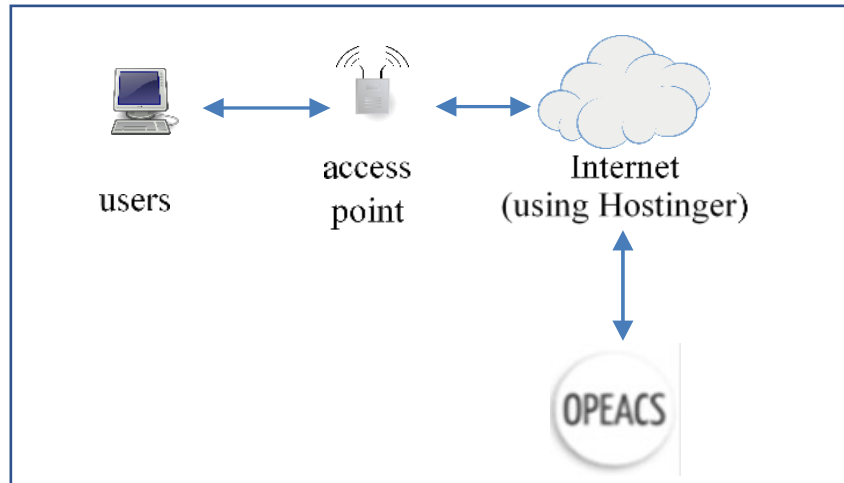 users
access
point
Internet
(using Hostinger)
OPEACS